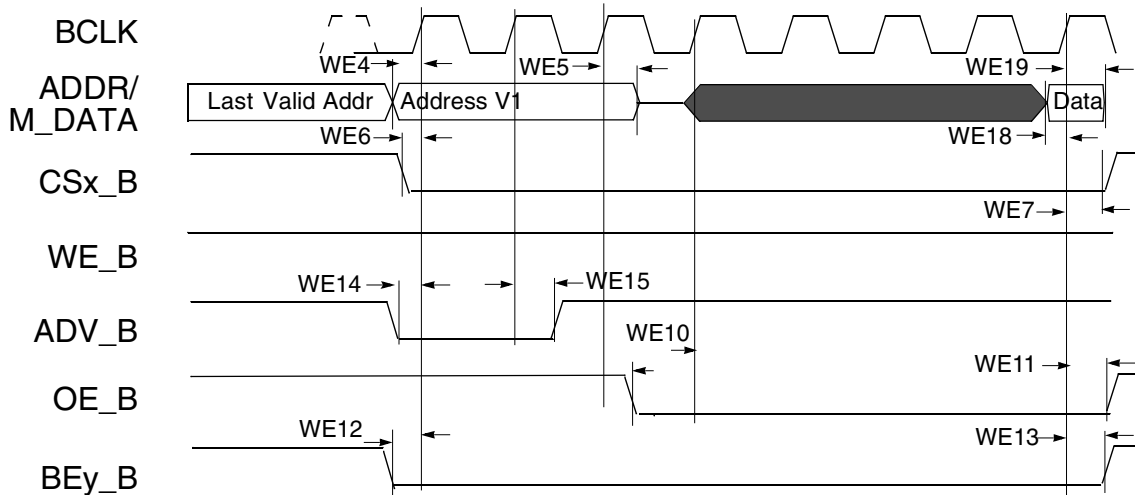 BCLK
WE4
WE5
WE19
ADDR/
M_DATA
Last Valid Addr
Address V1
Data
WE6
WE18
CSx_B
WE7
WE_B
WE14
WE15
ADV_B
WE10
WE11
OE_B
WE12
WE13
BEy_B